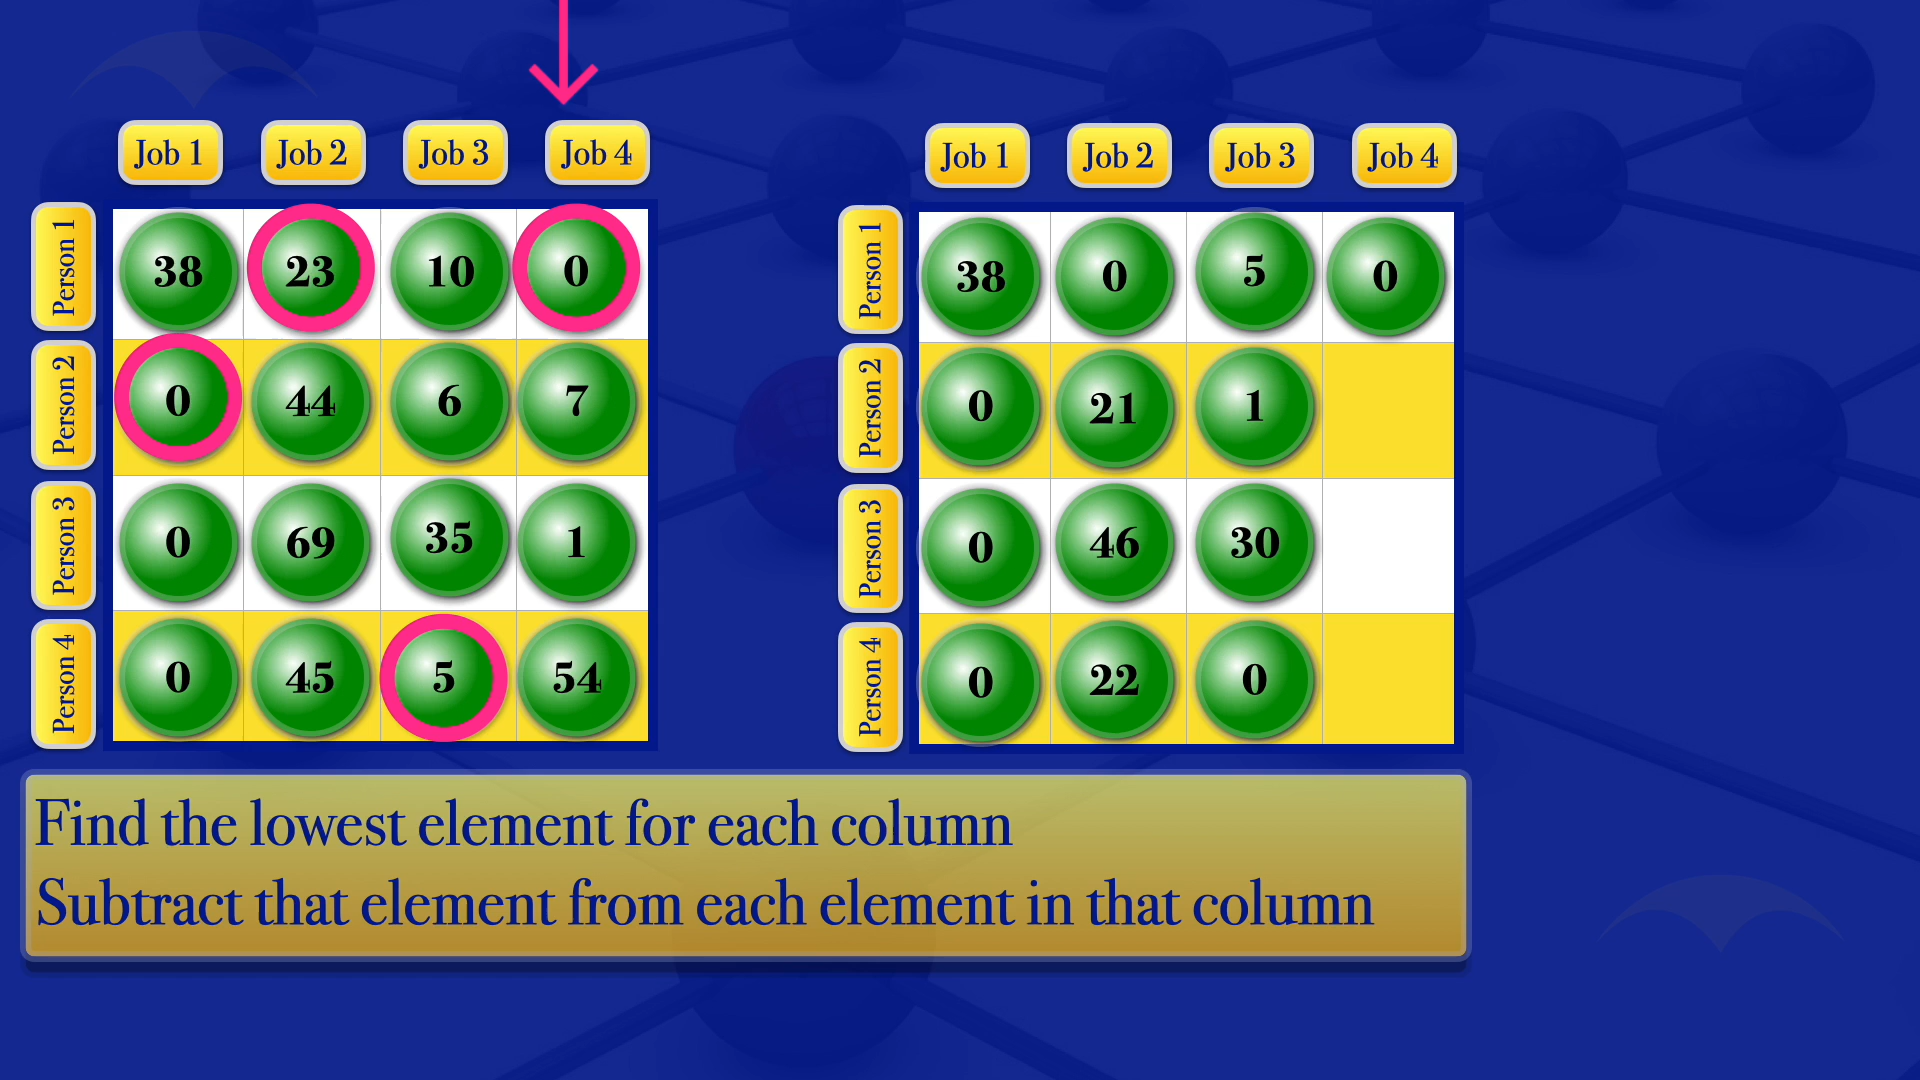 Job 1 Job 2 Job 3 Job 4
Person 1 38 23 10 0
Person 2 0 44 6 7
Person 3 0 69 35 1
Person 4 0 45 5 54
Job 1 Job 2 Job 3 Job 4
Person 1 38 0 5 0
Person 2 0 21 1
Person 3 0 46 30
Person 4 0 22 0
Find the lowest element for each column
Subtract that element from each element in that column